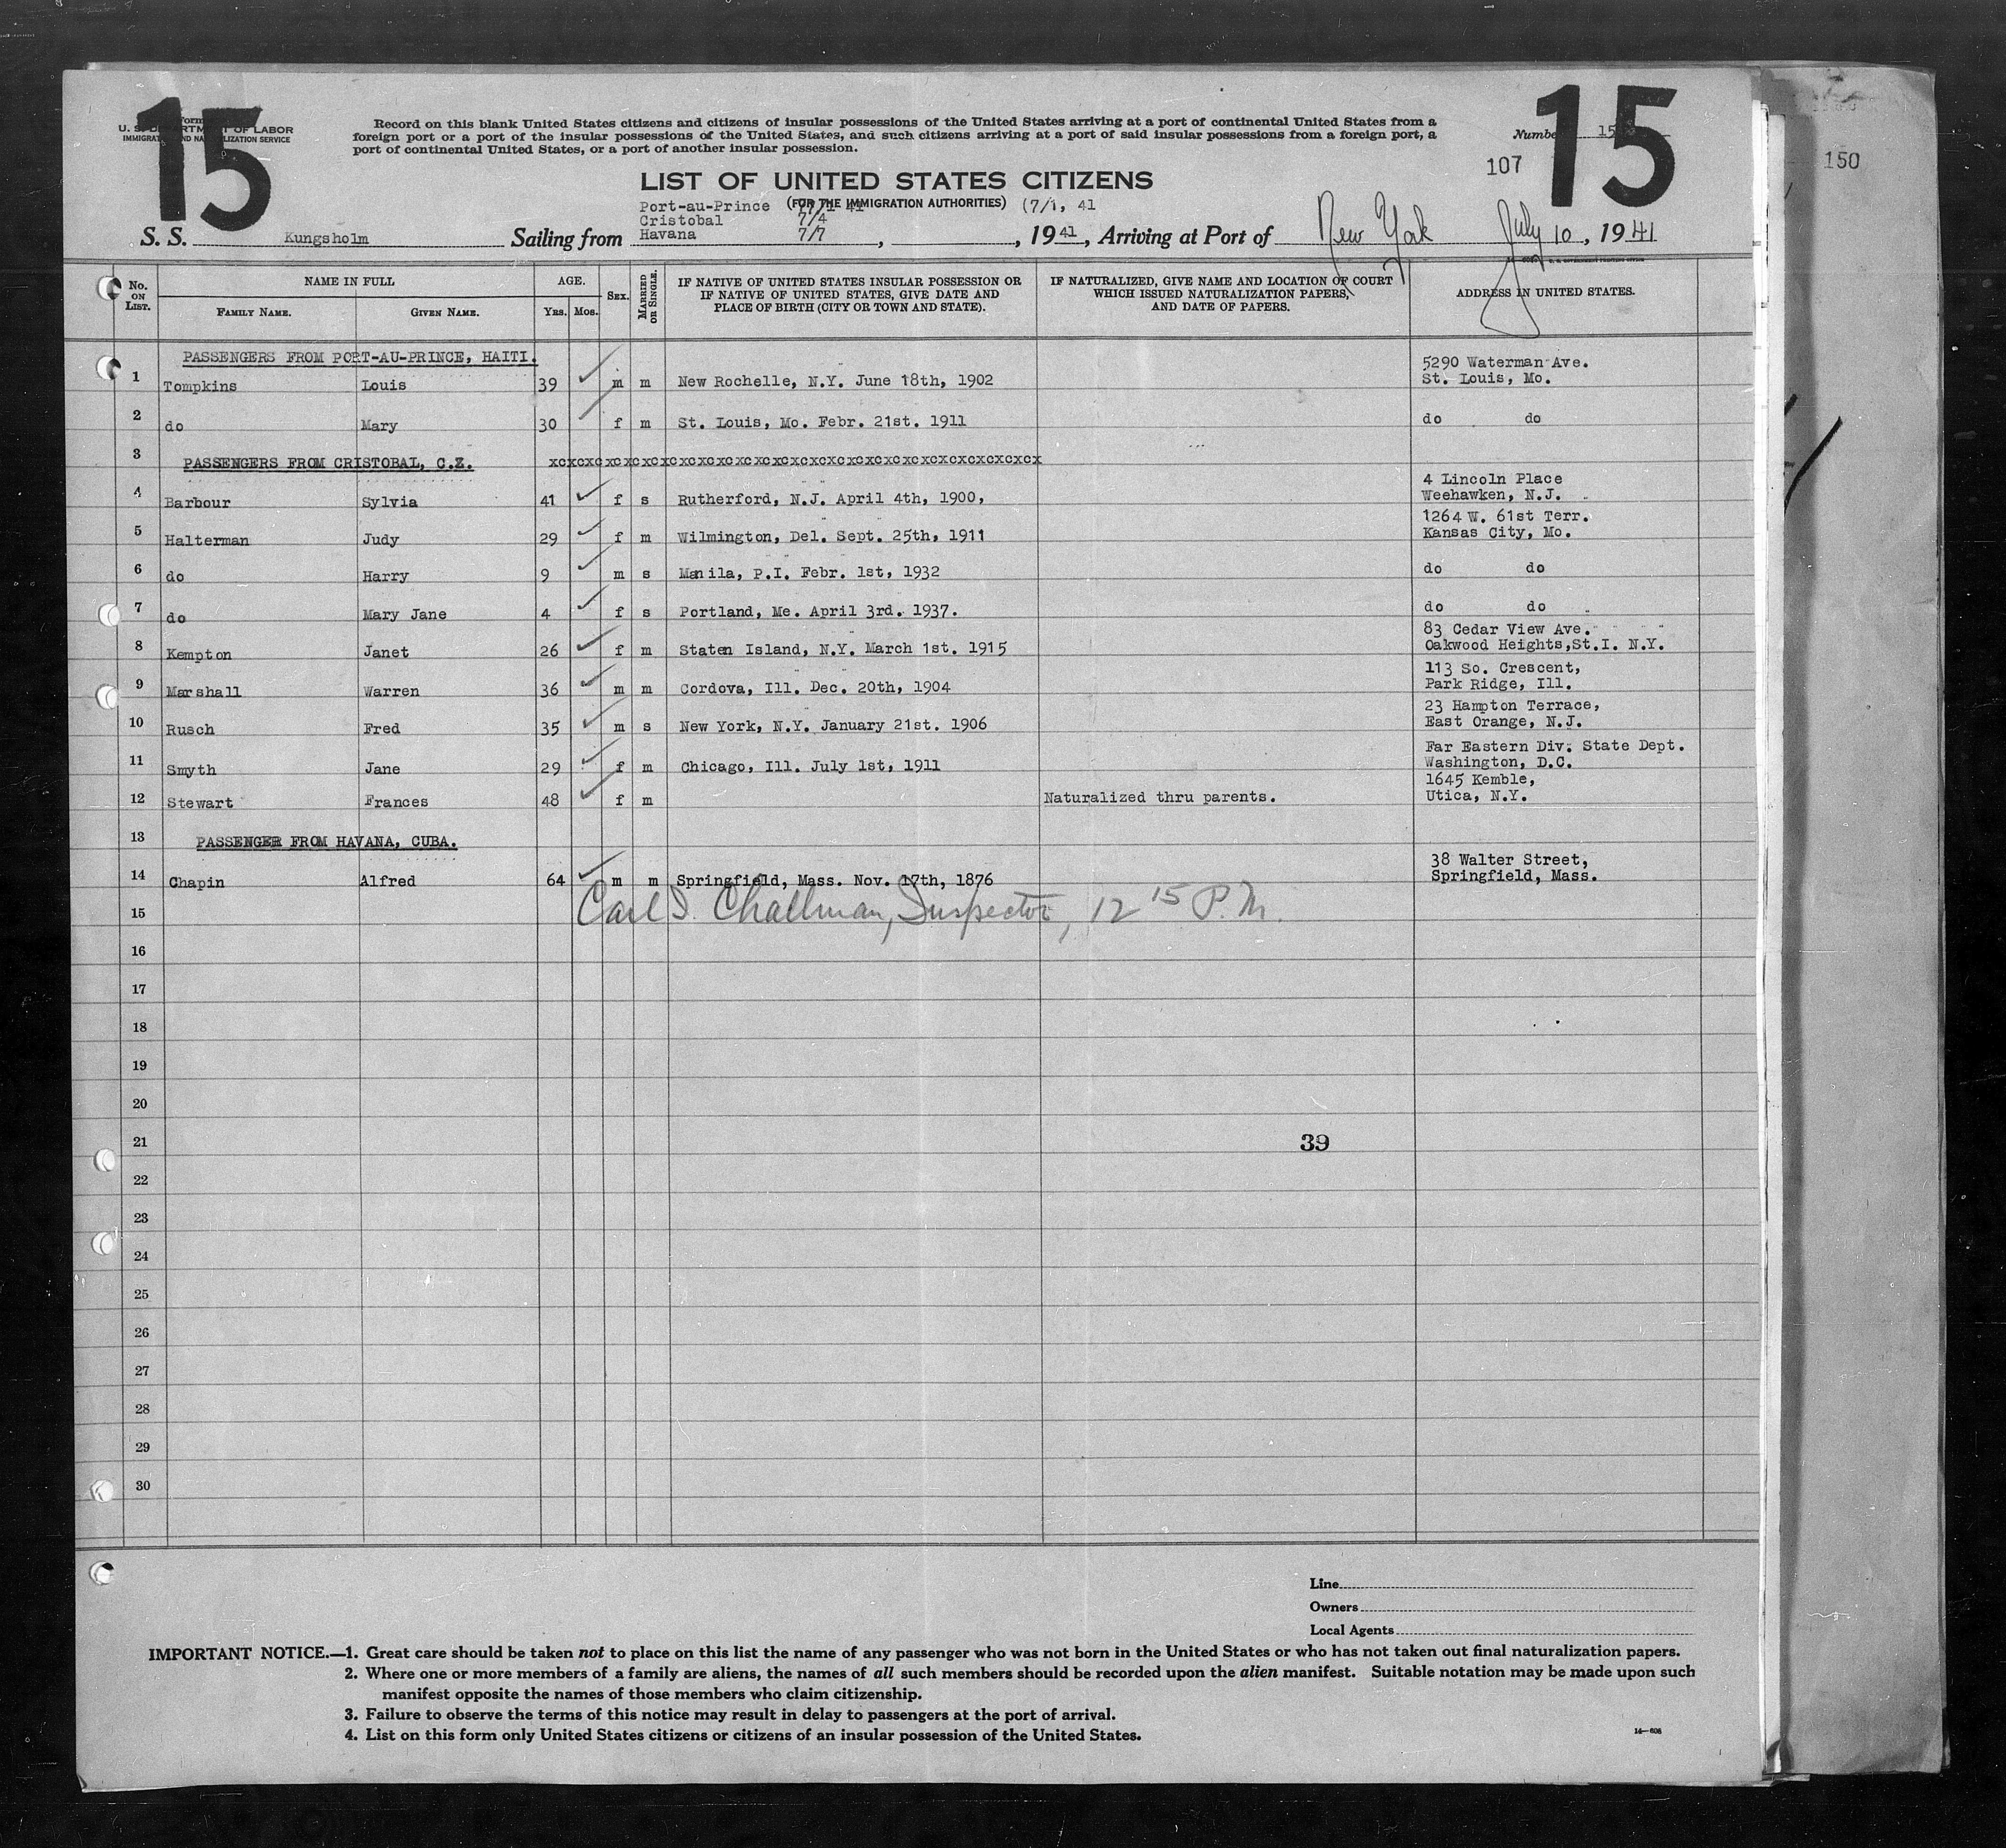 15
15
Form
U. S. DEPARTMENT OF LABOR
IMMIGRATION AND NATURALIZATION SERVICE
Record on this blank United States citizens and citizens of insular possessions of the United States arriving at a port of continental United States from a
foreign port or a port of the insular possessions of the United States, and such citizens arriving at a port of said insular possessions from a foreign port, a
port of continental United States, or a port of another insular possession.
Number
107
150
LIST OF UNITED STATES CITIZENS
(FOR THE IMMIGRATION AUTHORITIES)
Port-au-Prince (7/1, 41
Cristobal 7/4
Havana 7/7
S. S. Kungsholm Sailing from , , 19 41 , Arriving at Port of New York July 10 , 19 41
No. ON LIST.
NAME IN FULL
FAMILY NAME. GIVEN NAME.
AGE.
YRS. MOS.
SEX.
MARRIED OR SINGLE.
IF NATIVE OF UNITED STATES INSULAR POSSESSION OR
IF NATIVE OF UNITED STATES, GIVE DATE AND
PLACE OF BIRTH (CITY OR TOWN AND STATE).
IF NATURALIZED, GIVE NAME AND LOCATION OF COURT
WHICH ISSUED NATURALIZATION PAPERS,
AND DATE OF PAPERS.
ADDRESS IN UNITED STATES.
PASSENGERS FROM PORT-AU-PRINCE, HAITI.
5290 Waterman Ave.
1 Tompkins Louis 39 m m New Rochelle, N.Y. June 18th, 1902 St. Louis, Mo.
2 do Mary 30 f m St. Louis, Mo. Febr. 21st. 1911 do do
3 PASSENGERS FROM CRISTOBAL, C.Z. xcxcxcxcxcxcxcxcxcxcxcxcxcxcxcxcxcxcxcxcxcxcxcxcxcxcx
4 Lincoln Place
4 Barbour Sylvia 41 f s Rutherford, N.J. April 4th, 1900, Weehawken, N.J.
1264 W. 61st Terr.
5 Halterman Judy 29 f m Wilmington, Del. Sept. 25th, 1911 Kansas City, Mo.
6 do Harry 9 m s Manila, P.I. Febr. 1st, 1932 do do
7 do Mary Jane 4 f s Portland, Me. April 3rd. 1937. do do
83 Cedar View Ave.
8 Kempton Janet 26 f m Staten Island, N.Y. March 1st. 1915 Oakwood Heights,St.I. N.Y.
113 So. Crescent,
9 Marshall Warren 36 m m Cordova, Ill. Dec. 20th, 1904 Park Ridge, Ill.
23 Hampton Terrace,
10 Rusch Fred 35 m s New York, N.Y. January 21st. 1906 East Orange, N.J.
Far Eastern Div. State Dept.
11 Smyth Jane 29 f m Chicago, Ill. July 1st, 1911 Washington, D.C.
1645 Kemble,
12 Stewart Frances 48 f m Naturalized thru parents. Utica, N.Y.
13 PASSENGER FROM HAVANA, CUBA.
38 Walter Street,
14 Chapin Alfred 64 m m Springfield, Mass. Nov. 17th, 1876 Springfield, Mass.
15 Carl Challman, Inspector, 12 15 P.M.
16
17
18
19
20
21 39
22
23
24
25
26
27
28
29
30
Line
Owners
Local Agents
IMPORTANT NOTICE.—1. Great care should be taken not to place on this list the name of any passenger who was not born in the United States or who has not taken out final naturalization papers.
2. Where one or more members of a family are aliens, the names of all such members should be recorded upon the alien manifest. Suitable notation may be made upon such
manifest opposite the names of those members who claim citizenship.
3. Failure to observe the terms of this notice may result in delay to passengers at the port of arrival.
4. List on this form only United States citizens or citizens of an insular possession of the United States.
14—606